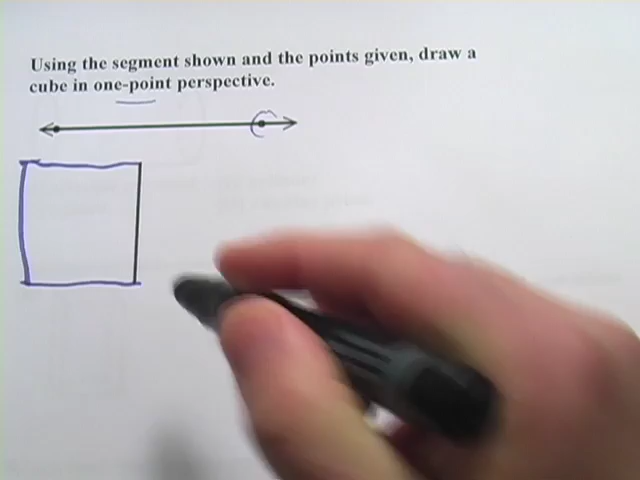 Using the segment shown and the points given, draw a
cube in one-point perspective.